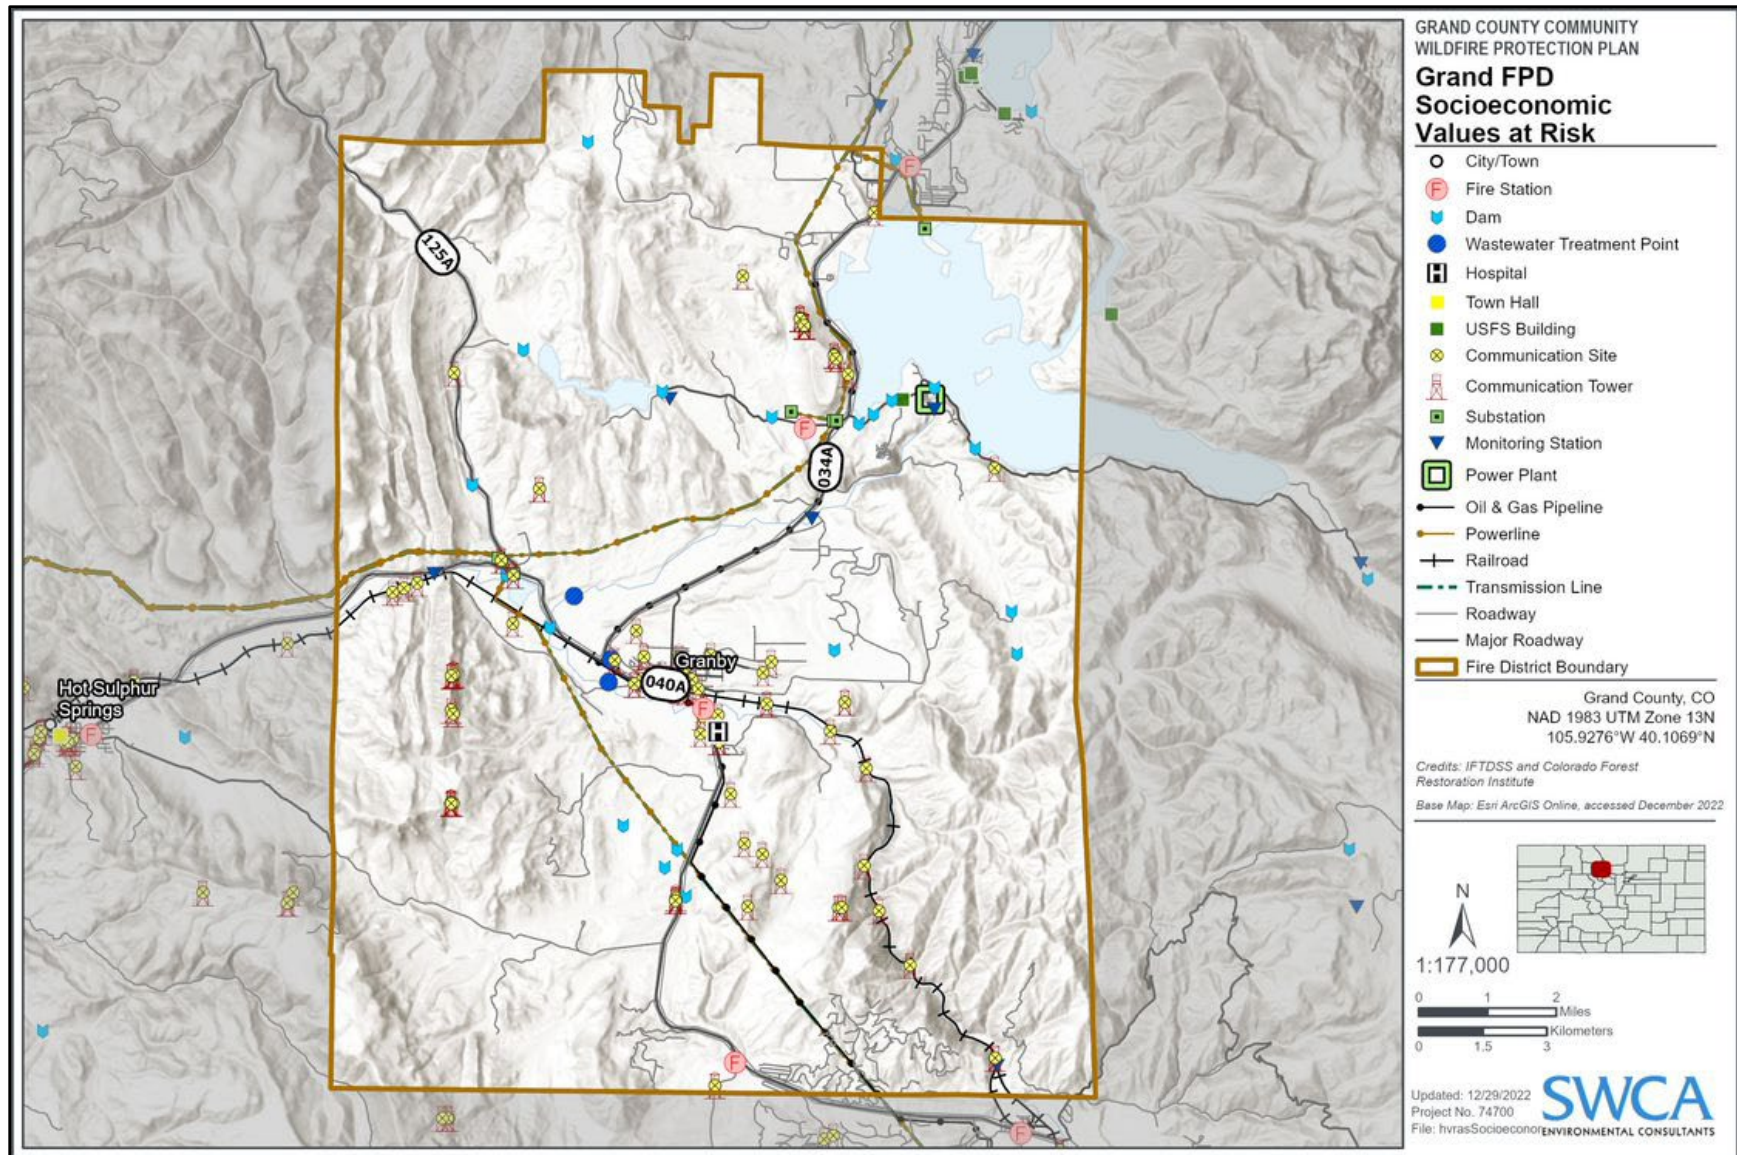 GRAND COUNTY COMMUNITY
WILDFIRE PROTECTION PLAN
Grand FPD
Socioeconomic
Values at Risk
City/Town
F Fire Station
Dam
Wastewater Treatment Point
H Hospital
Town Hall
USFS Building
Communication Site
Communication Tower
Substation
Monitoring Station
Power Plant
Oil & Gas Pipeline
Powerline
Railroad
Transmission Line
Roadway
Major Roadway
Fire District Boundary
Grand County, CO
NAD 1983 UTM Zone 13N
105.9276°W 40.1069°N
Credits: IFTDSS and Colorado Forest
Restoration Institute
Base Map: Esri ArcGIS Online, accessed December 2022
N
1:177,000
0 1 2
Miles
Kilometers
0 1.5 3
Updated: 12/29/2022
Project No. 74700
File: hvrasSocioeconor
SWCA
ENVIRONMENTAL CONSULTANTS
F
125A
F
034A
Granby
040A
F
H
Hot Sulphur
Springs
F
F
F